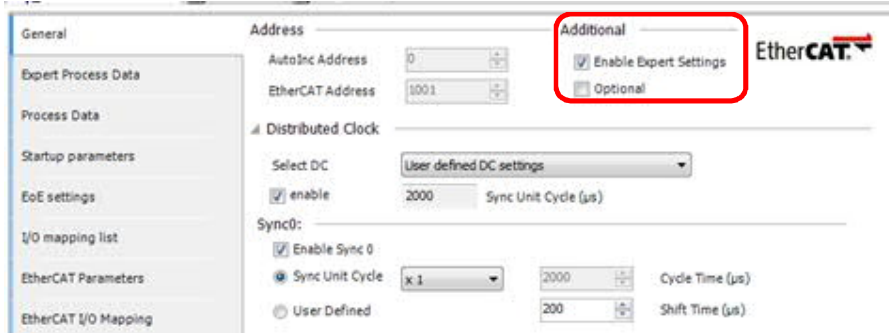 General
Expert Process Data
Process Data
Startup parameters
EoE settings
I/O mapping list
EtherCAT Parameters
EtherCAT I/O Mapping
Address
AutoInc Address 0
EtherCAT Address 1001
Additional
Enable Expert Settings
Optional
EtherCAT.
Distributed Clock
Select DC User defined DC settings
enable 2000 Sync Unit Cycle (µs)
Sync0:
Enable Sync 0
Sync Unit Cycle x 1 2000 Cycle Time (µs)
User Defined 200 Shift Time (µs)